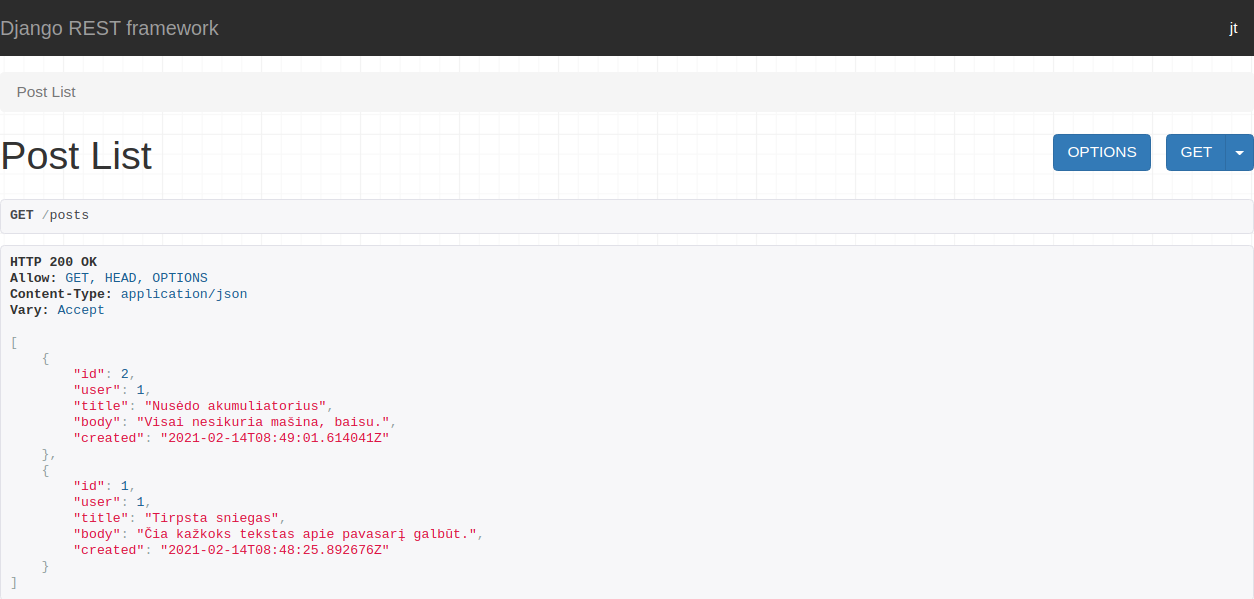 Django REST framework
jt
Post List
Post List
OPTIONS
GET
GET /posts
HTTP 200 OK
Allow: GET, HEAD, OPTIONS
Content-Type: application/json
Vary: Accept
[
    {
        "id": 2,
        "user": 1,
        "title": "Nusėdo akumuliatorius",
        "body": "Visai nesikuria mašina, baisu.",
        "created": "2021-02-14T08:49:01.614041Z"
    },
    {
        "id": 1,
        "user": 1,
        "title": "Tirpsta sniegas",
        "body": "Čia kažkoks tekstas apie pavasarį galbūt.",
        "created": "2021-02-14T08:48:25.892676Z"
    }
]